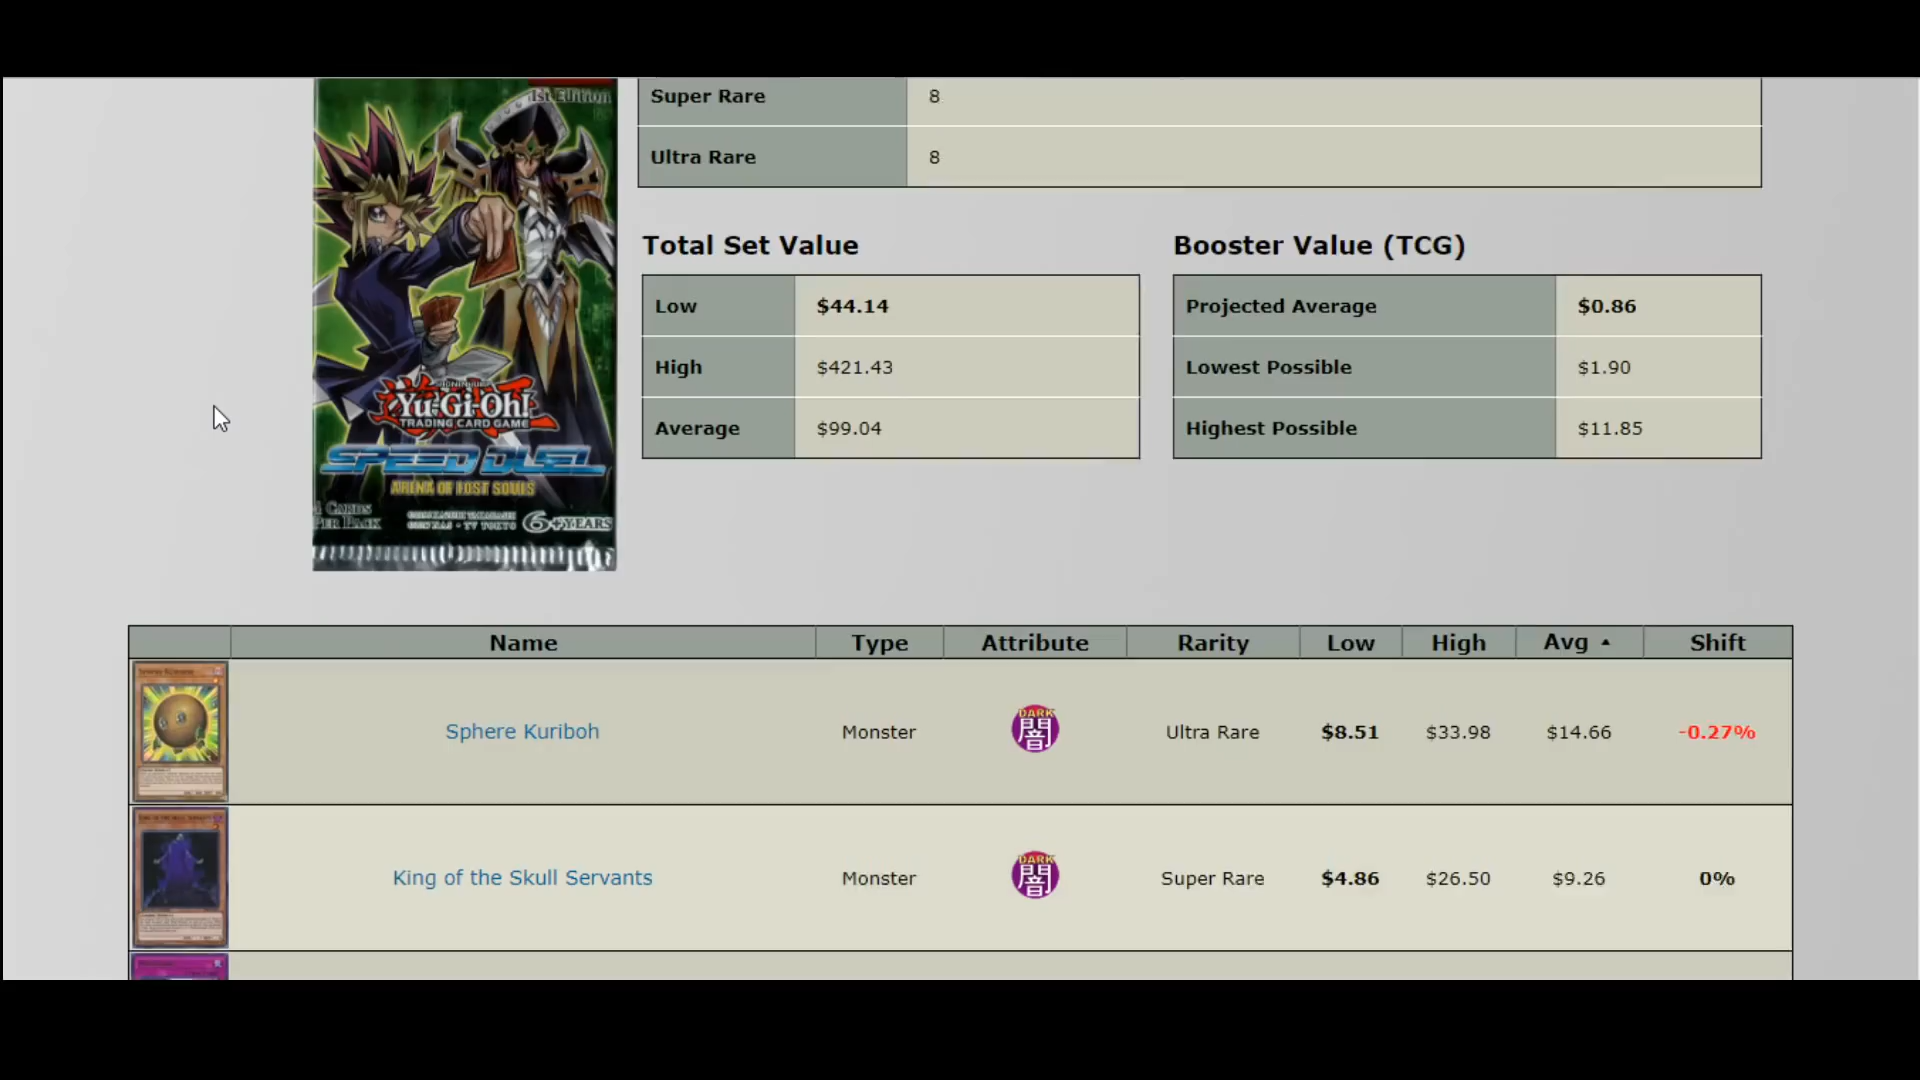 1st Edition
Super Rare 8
Ultra Rare 8
Yu-Gi-Oh!
TRADING CARD GAME
SPEED DUEL
ARENA OF LOST SOULS
4 CARDS
PER PACK
6+YEARS
Total Set Value
Low $44.14
High $421.43
Average $99.04
Booster Value (TCG)
Projected Average $0.86
Lowest Possible $1.90
Highest Possible $11.85
Name Type Attribute Rarity Low High Avg Shift
Sphere Kuriboh Monster DARK 闇 Ultra Rare $8.51 $33.98 $14.66 -0.27%
King of the Skull Servants Monster DARK 闇 Super Rare $4.86 $26.50 $9.26 0%